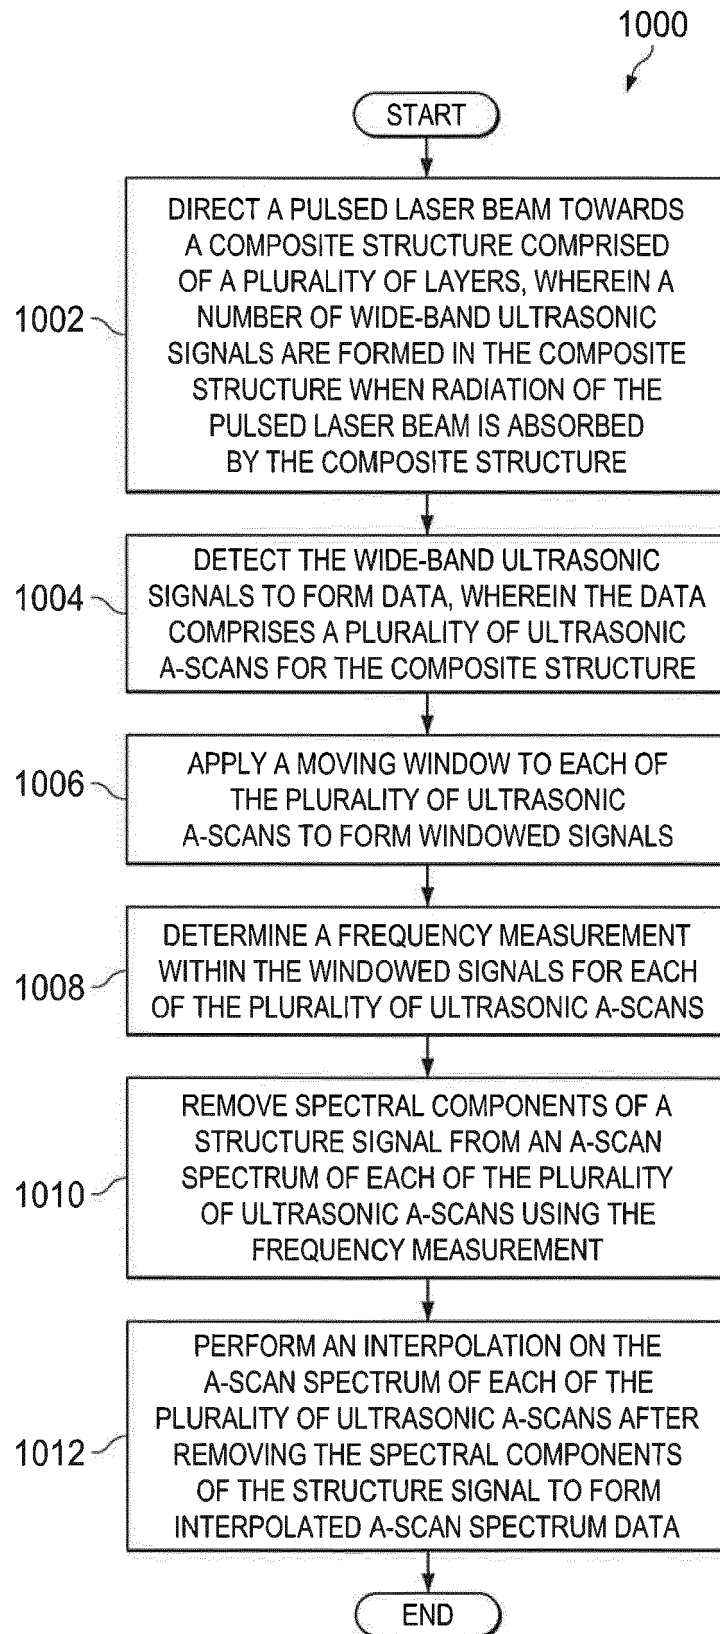 1000
START
DIRECT A PULSED LASER BEAM TOWARDS
A COMPOSITE STRUCTURE COMPRISED
OF A PLURALITY OF LAYERS, WHEREIN A
NUMBER OF WIDE-BAND ULTRASONIC
SIGNALS ARE FORMED IN THE COMPOSITE
STRUCTURE WHEN RADIATION OF THE
PULSED LASER BEAM IS ABSORBED
BY THE COMPOSITE STRUCTURE
1002
DETECT THE WIDE-BAND ULTRASONIC
SIGNALS TO FORM DATA, WHEREIN THE DATA
COMPRISES A PLURALITY OF ULTRASONIC
A-SCANS FOR THE COMPOSITE STRUCTURE
1004
APPLY A MOVING WINDOW TO EACH OF
THE PLURALITY OF ULTRASONIC
A-SCANS TO FORM WINDOWED SIGNALS
1006
DETERMINE A FREQUENCY MEASUREMENT
WITHIN THE WINDOWED SIGNALS FOR EACH
OF THE PLURALITY OF ULTRASONIC A-SCANS
1008
REMOVE SPECTRAL COMPONENTS OF A
STRUCTURE SIGNAL FROM AN A-SCAN
SPECTRUM OF EACH OF THE PLURALITY
OF ULTRASONIC A-SCANS USING THE
FREQUENCY MEASUREMENT
1010
PERFORM AN INTERPOLATION ON THE
A-SCAN SPECTRUM OF EACH OF THE
PLURALITY OF ULTRASONIC A-SCANS AFTER
REMOVING THE SPECTRAL COMPONENTS
OF THE STRUCTURE SIGNAL TO FORM
INTERPOLATED A-SCAN SPECTRUM DATA
1012
END